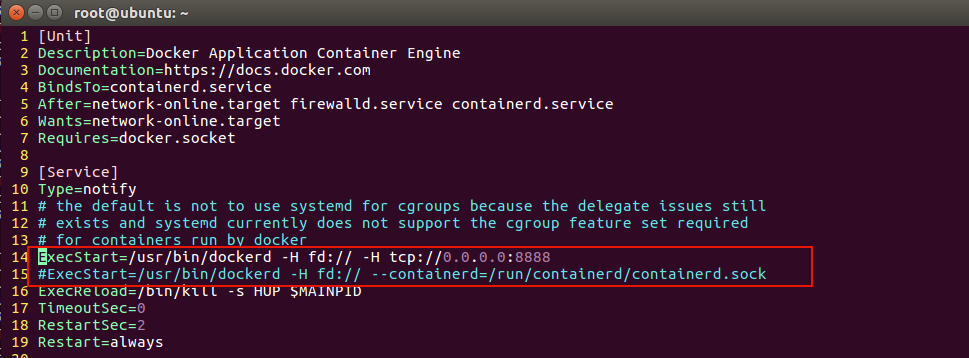 root@ubuntu: ~
1 [Unit]
2 Description=Docker Application Container Engine
3 Documentation=https://docs.docker.com
4 BindsTo=containerd.service
5 After=network-online.target firewalld.service containerd.service
6 Wants=network-online.target
7 Requires=docker.socket
8
9 [Service]
10 Type=notify
11 # the default is not to use systemd for cgroups because the delegate issues still
12 # exists and systemd currently does not support the cgroup feature set required
13 # for containers run by docker
14 ExecStart=/usr/bin/dockerd -H fd:// -H tcp://0.0.0.0:8888
15 #ExecStart=/usr/bin/dockerd -H fd:// --containerd=/run/containerd/containerd.sock
16 ExecReload=/bin/kill -s HUP $MAINPID
17 TimeoutSec=0
18 RestartSec=2
19 Restart=always